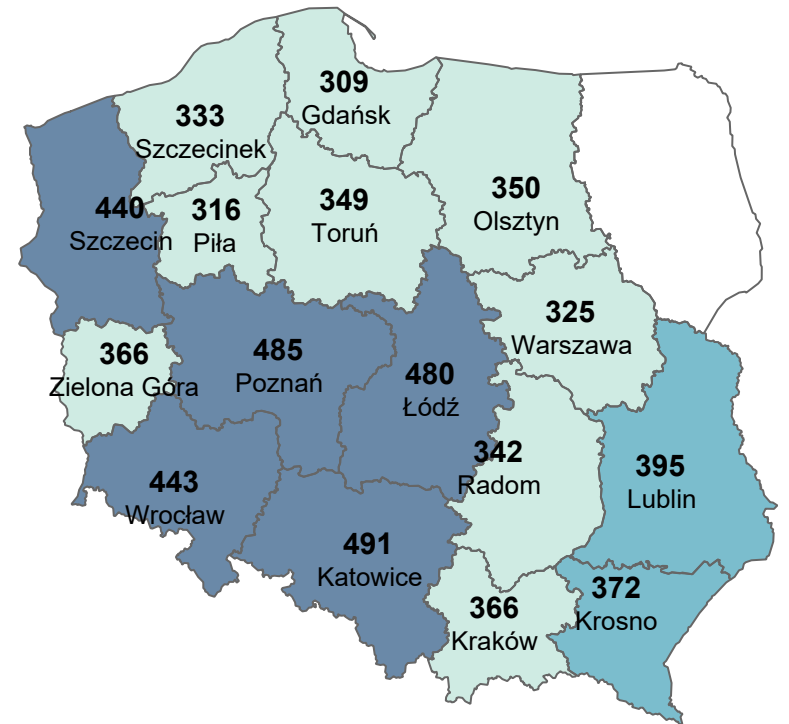 309
Gdańsk
333
Szczecinek
350
Olsztyn
349
Toruń
440
Szczecin
316
Piła
325
Warszawa
366
Zielona Góra
485
Poznań
480
Łódź
342
Radom
395
Lublin
443
Wrocław
491
Katowice
372
Krosno
366
Kraków